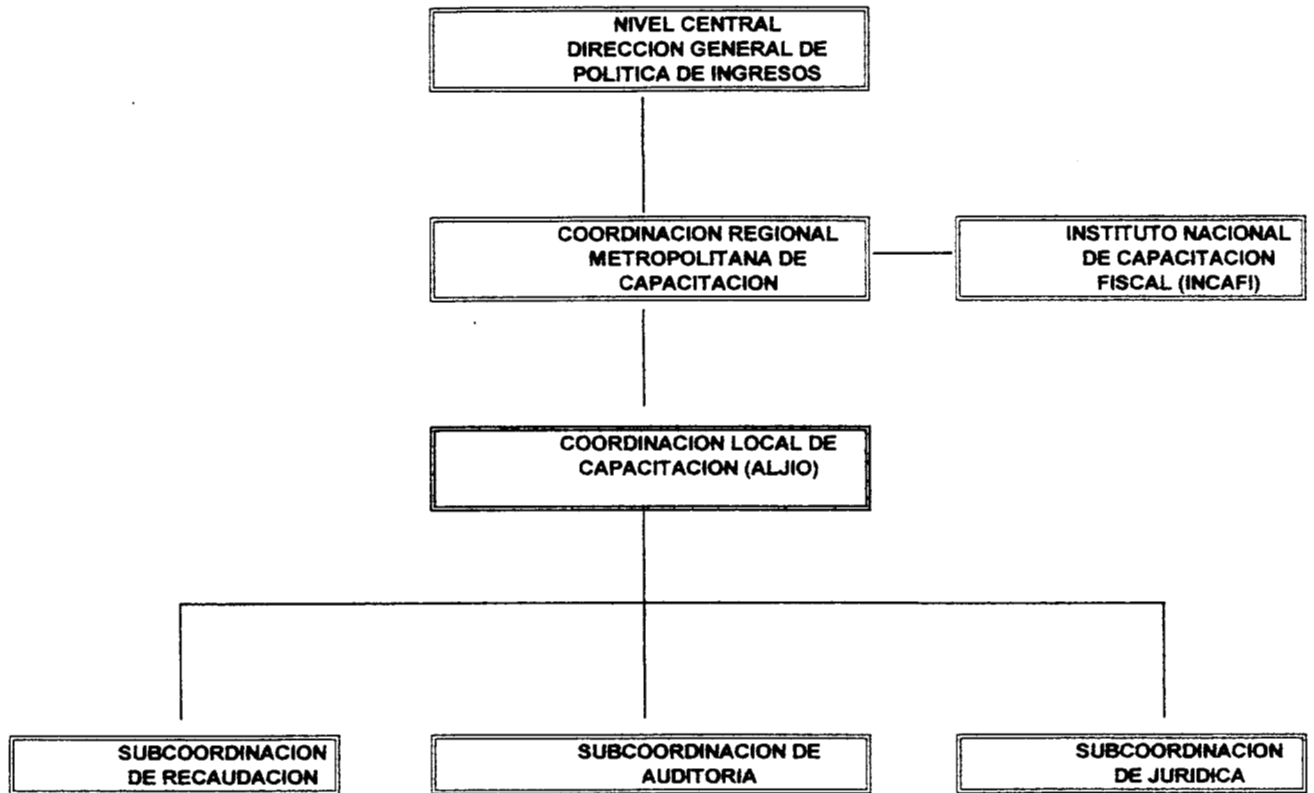 NIVEL CENTRAL
DIRECCION GENERAL DE
POLITICA DE INGRESOS
COORDINACION REGIONAL
METROPOLITANA DE
CAPACITACION
INSTITUTO NACIONAL
DE CAPACITACION
FISCAL (INCAFI)
COORDINACION LOCAL DE
CAPACITACION (ALJIO)
SUBCOORDINACION
DE RECAUDACION
SUBCOORDINACION DE
AUDITORIA
SUBCOORDINACION
DE JURIDICA